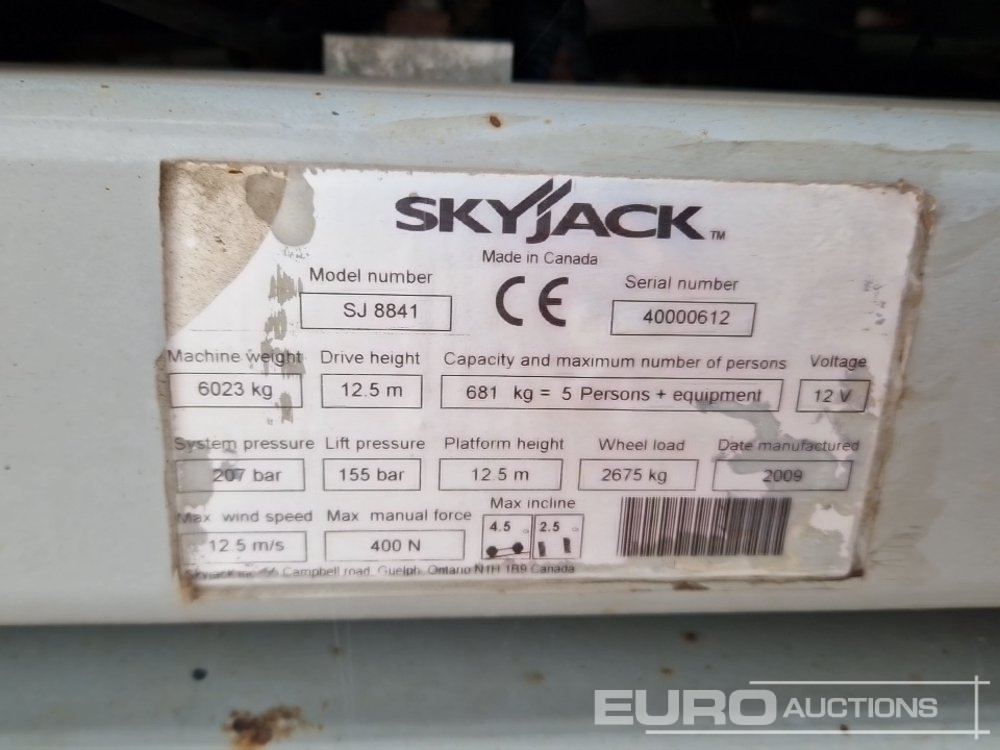 SKYJACK™
Made in Canada
Model number
SJ 8841
CE
Serial number
40000612
Machine weight Drive height Capacity and maximum number of persons Voltage
6023 kg 12.5 m 681 kg = 5 Persons + equipment 12 V
System pressure Lift pressure Platform height Wheel load Date manufactured
207 bar 155 bar 12.5 m 2675 kg 2009
Max wind speed Max manual force Max incline
12.5 m/s 400 N 4.5 ° 2.5 °
Skyjack Inc. Campbell road, Guelph, Ontario N1H 1B9 Canada
EURO AUCTIONS